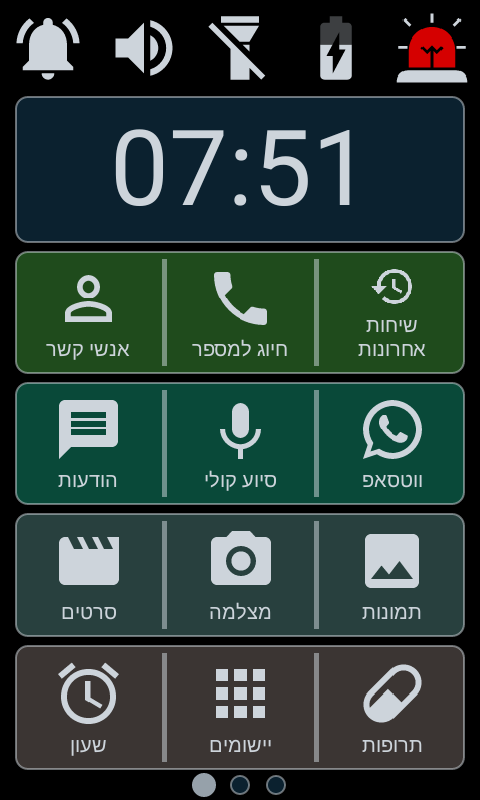 07:51
שיחות
אחרונות
חיוג למספר
אנשי קשר
ווטסאפ
סיוע קולי
הודעות
תמונות
מצלמה
סרטים
תרופות
יישומים
שעון